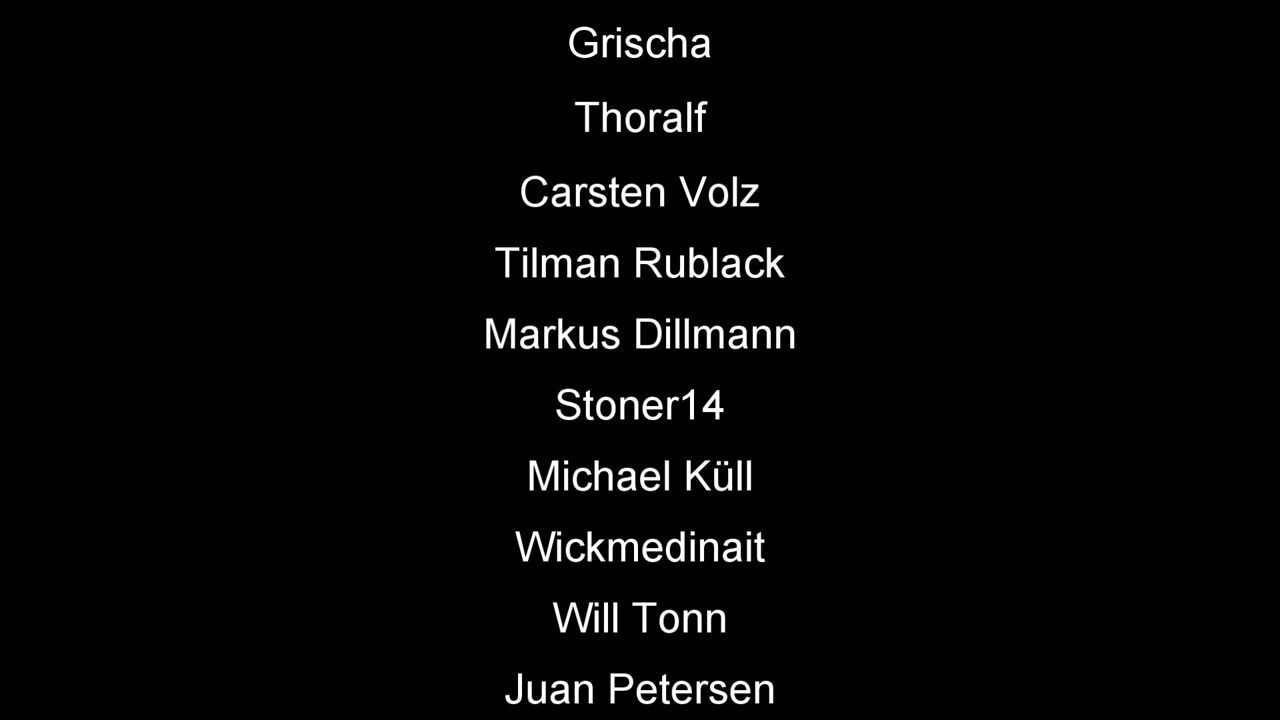 Grischa
Thoralf
Carsten Volz
Tilman Rublack
Markus Dillmann
Stoner14
Michael Küll
Wickmedinait
Will Tonn
Juan Petersen